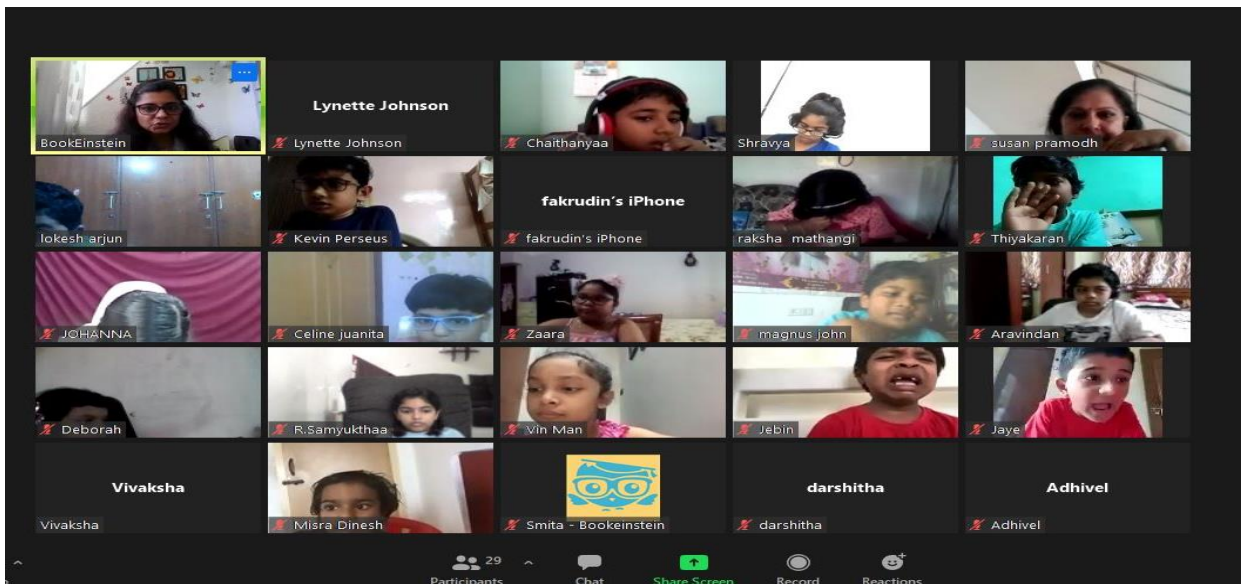 BookEinstein
Lynette Johnson
Lynette Johnson
Chaithanyaa
Shravya
susan pramodh
lokesh arjun
Kevin Perseus
fakrudin's iPhone
fakrudin's iPhone
raksha mathangi
Thiyakaran
JOHANNA
Celine juanita
Zaara
magnus john
Aravindan
Deborah
R.Samyukthaa
Vin Man
Jebin
Jaye
Vivaksha
Vivaksha
Misra Dinesh
Smita - Bookeinstein
darshitha
darshitha
Adhivel
Adhivel
29
Participants
Chat
Share Screen
Record
Reactions